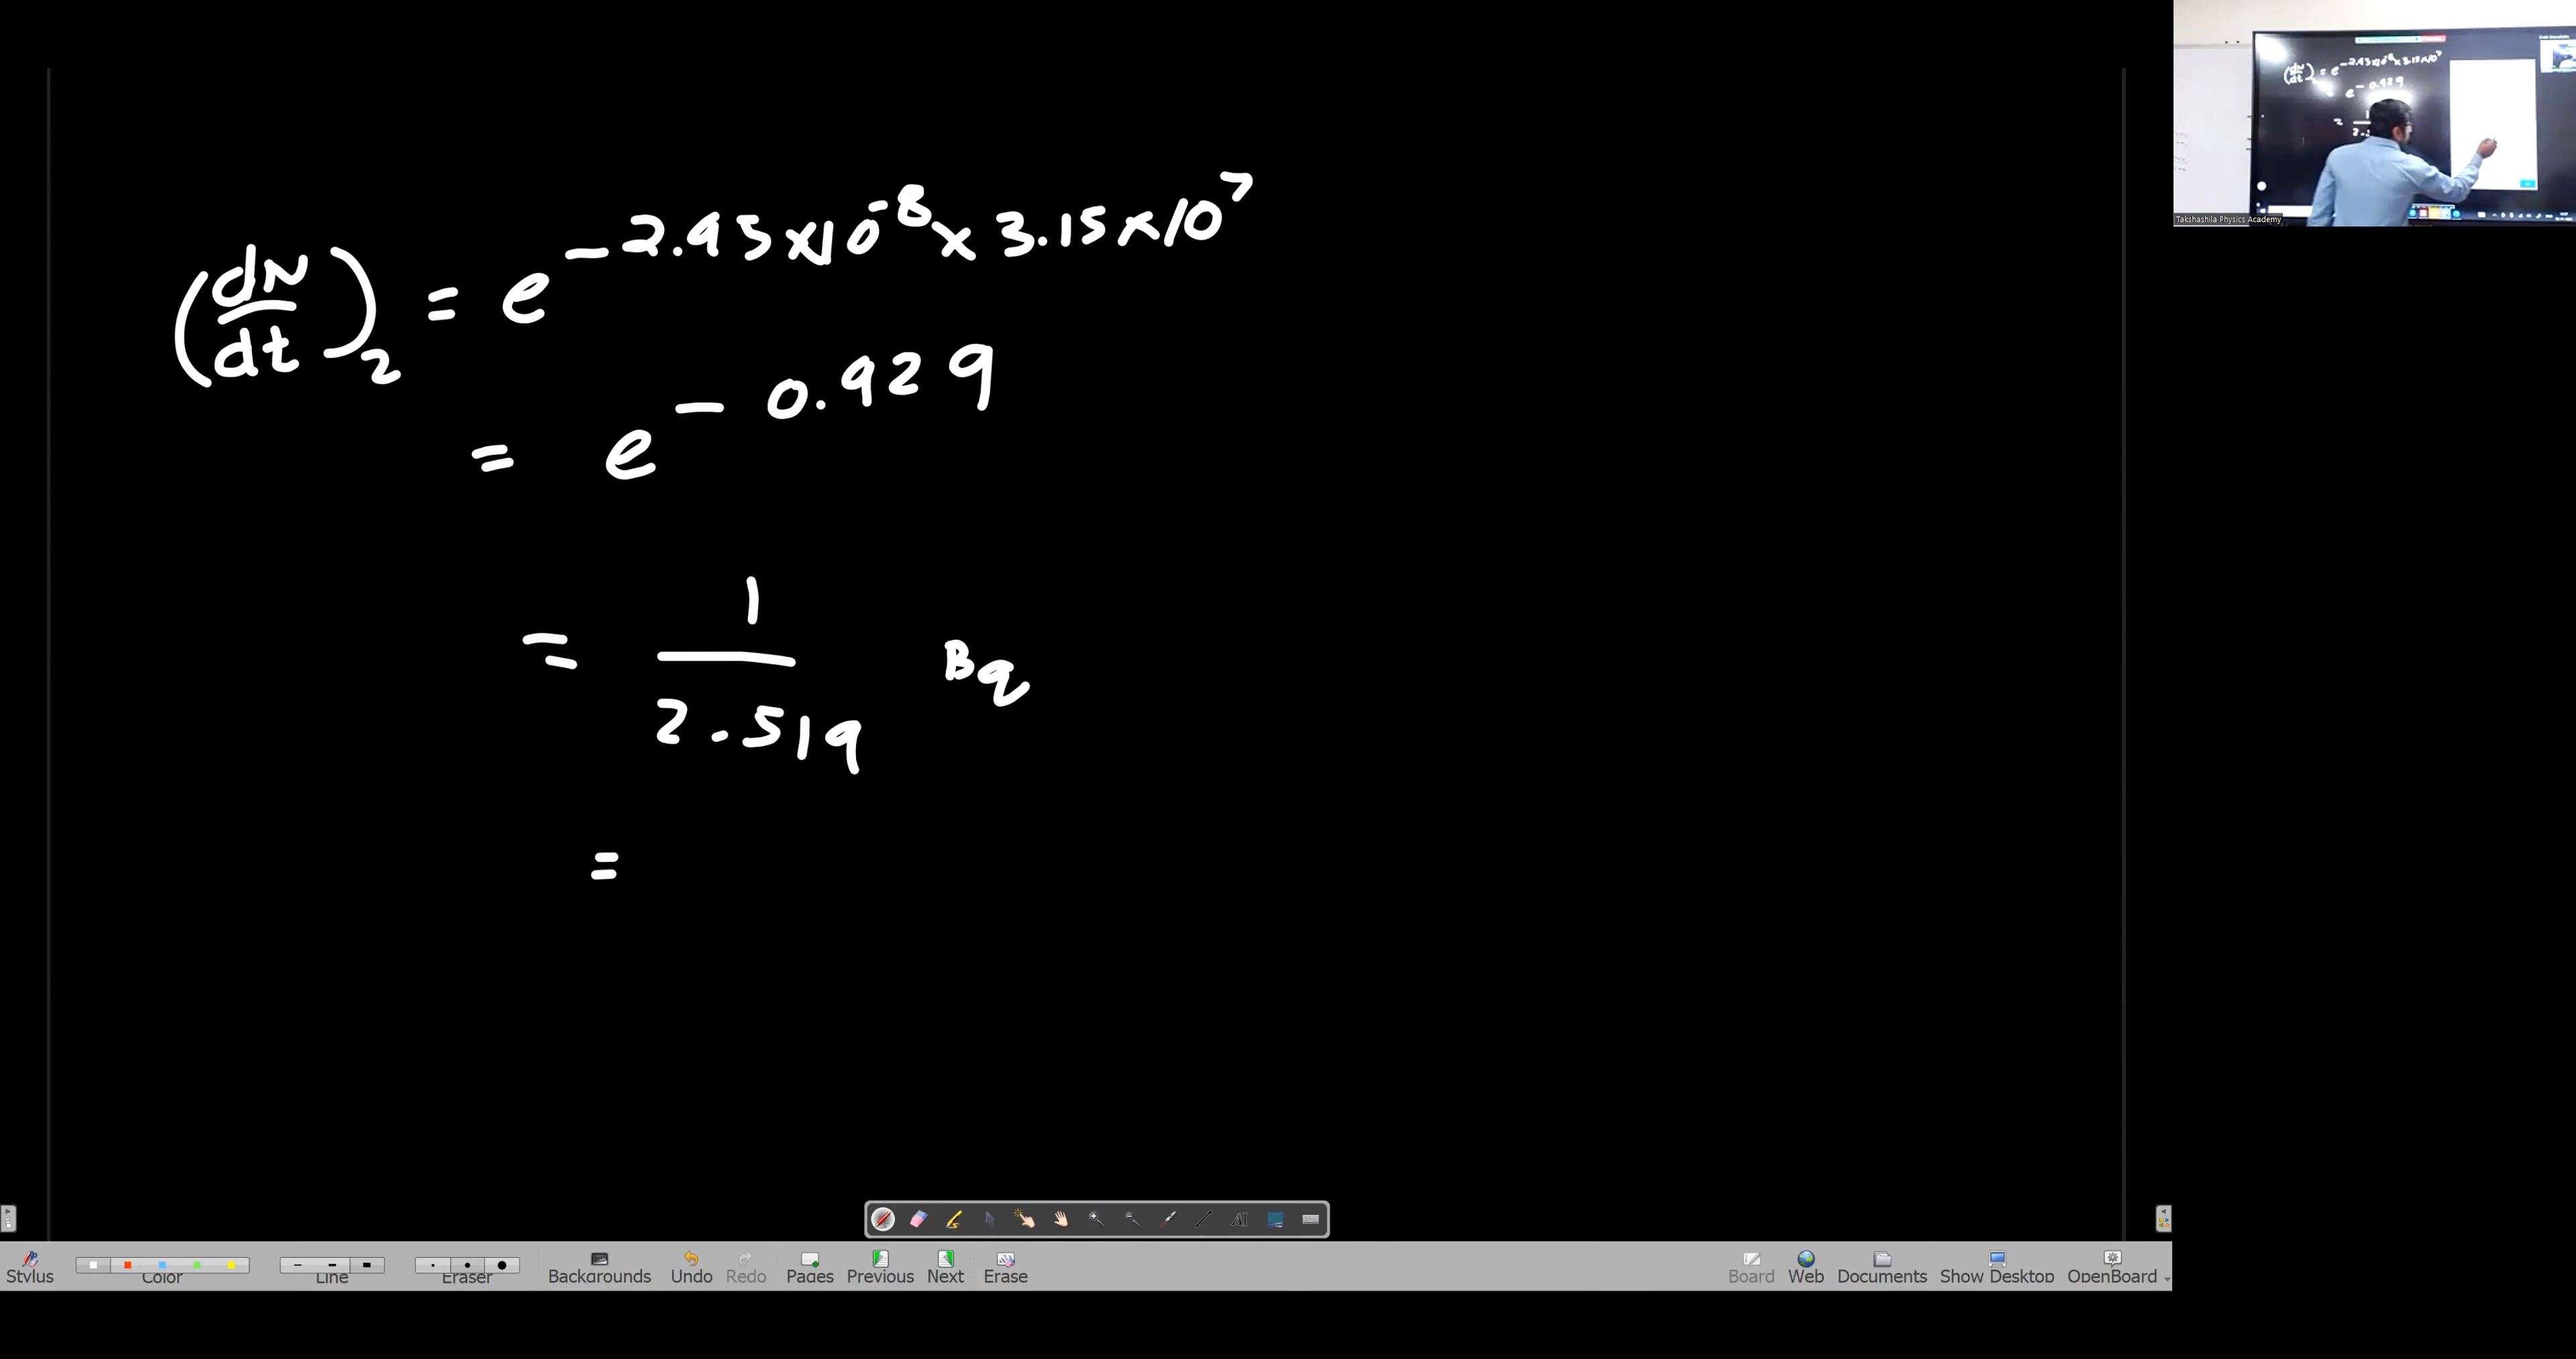 (dN/dt)₂ = e^(-2.95×10⁻⁸ × 3.15×10⁷)
= e^(-0.929)
= 1/2.519 Bq
=
Takshashila Physics Academy
Stylus Color Line Eraser Backgrounds Undo Redo Pages Previous Next Erase Board Web Documents Show Desktop OpenBoard